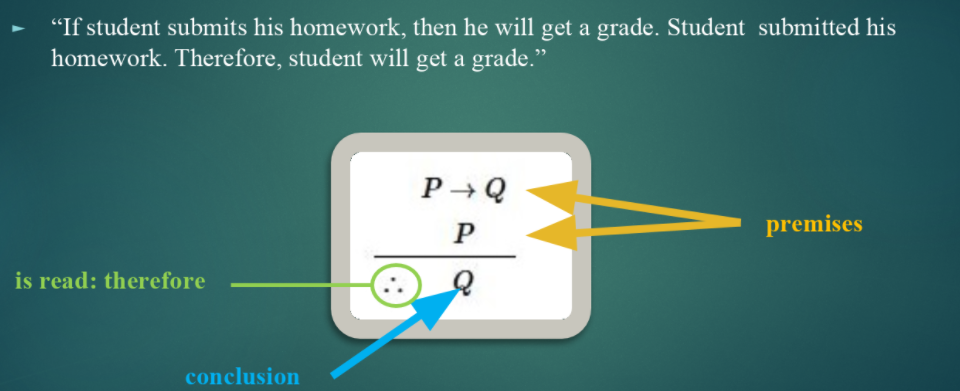 “If student submits his homework, then he will get a grade. Student submitted his
homework. Therefore, student will get a grade.”
P → Q
premises
P
is read: therefore
∴ Q
conclusion